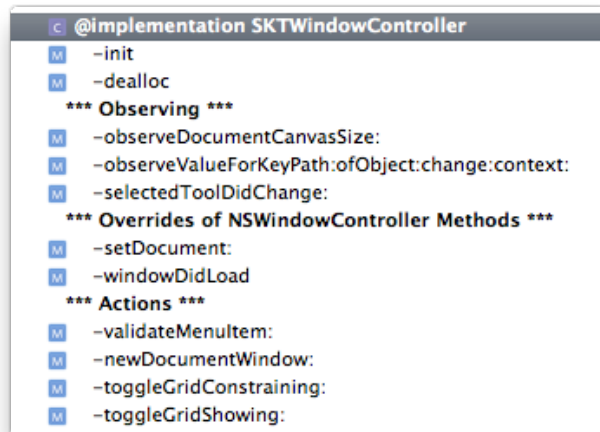 C @implementation SKTWindowController
M -init
M -dealloc
*** Observing ***
M -observeDocumentCanvasSize:
M -observeValueForKeyPath:ofObject:change:context:
M -selectedToolDidChange:
*** Overrides of NSWindowController Methods ***
M -setDocument:
M -windowDidLoad
*** Actions ***
M -validateMenuItem:
M -newDocumentWindow:
M -toggleGridConstraining:
M -toggleGridShowing: